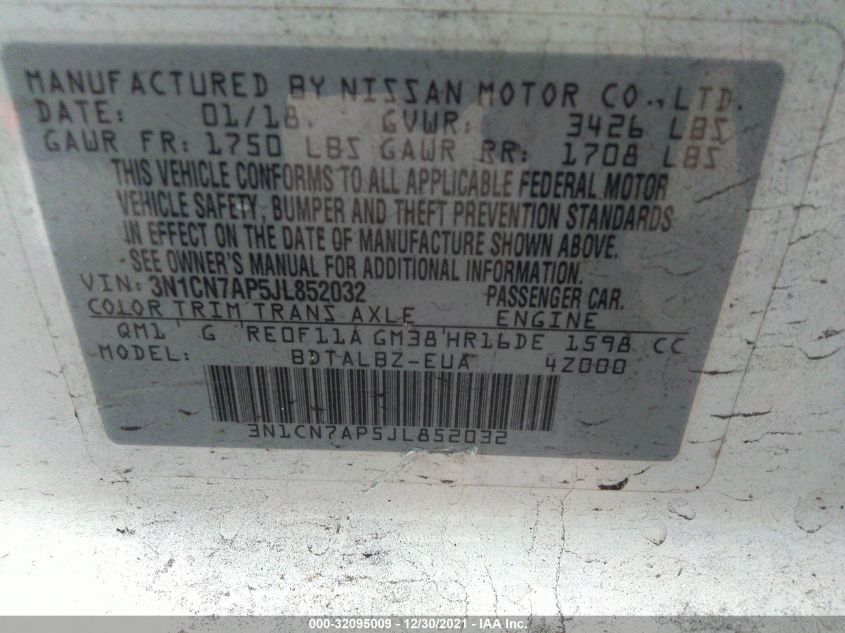 MANUFACTURED BY NISSAN MOTOR CO., LTD.
DATE: 01/18 GVWR: 3426 LBS
GAWR FR: 1750 LBS GAWR RR: 1708 LBS
THIS VEHICLE CONFORMS TO ALL APPLICABLE FEDERAL MOTOR
VEHICLE SAFETY, BUMPER AND THEFT PREVENTION STANDARDS
IN EFFECT ON THE DATE OF MANUFACTURE SHOWN ABOVE.
SEE OWNER'S MANUAL FOR ADDITIONAL INFORMATION
VIN: 3N1CN7AP5JL852032 PASSENGER CAR.
COLOR TRIM TRANS AXLE ENGINE
QM1 G RE0F11A GM38 HR16DE 1598 CC
MODEL: BDTALBZ-EUA 4Z000
3N1CN7AP5JL852032
000-32095009 - 12/30/2021 - IAA Inc.